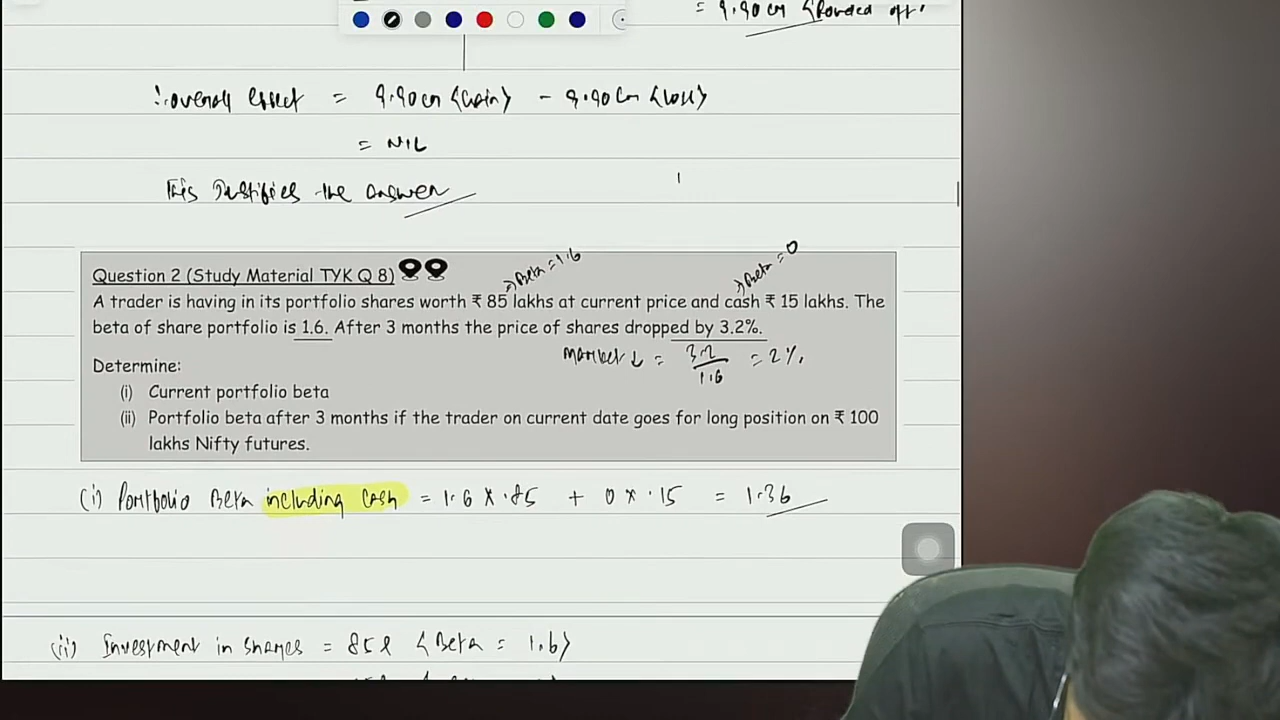 = 9.90 cr {Rounded off}
∴ overall effect = 9.90 cr {Gain} - 9.90 Cr {Loss}
= NIL
This Justifies the answer
Question 2 (Study Material TYK Q 8)
→ Beta = 1.6
→ Beta = 0
A trader is having in its portfolio shares worth ₹ 85 lakhs at current price and cash ₹ 15 lakhs. The
beta of share portfolio is 1.6. After 3 months the price of shares dropped by 3.2%.
Market ↓ = 3.2/1.6 = 2%
Determine:
(i) Current portfolio beta
(ii) Portfolio beta after 3 months if the trader on current date goes for long position on ₹ 100
lakhs Nifty futures.
(i) Portfolio Beta including cash = 1.6 × .85 + 0 × .15 = 1.36
(ii) Investment in shares = 85l {Beta = 1.6}